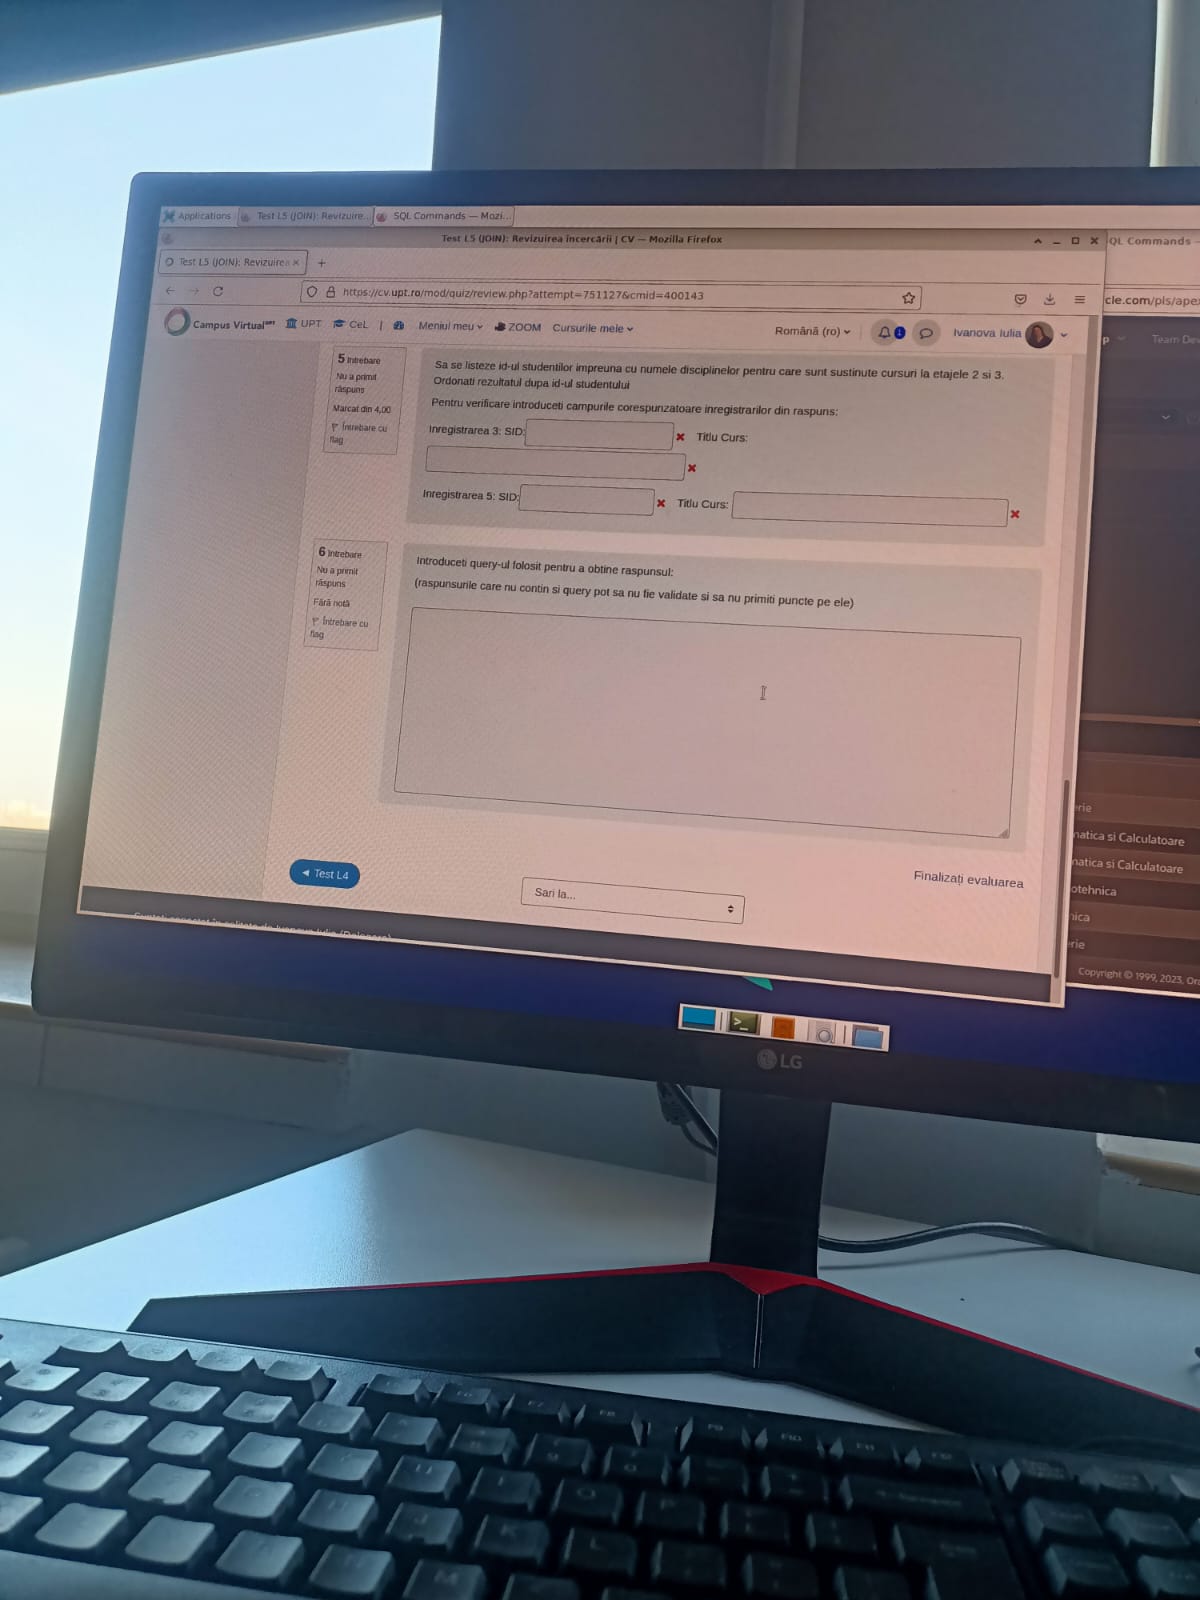 Applications
Test L5 (JOIN): Revizuire...
SQL Commands — Mozi...
Test L5 (JOIN): Revizuirea încercării | CV — Mozilla Firefox
QL Commands —
Test L5 (JOIN): Revizuirea
https://cv.upt.ro/mod/quiz/review.php?attempt=751127&cmid=400143
cle.com/pls/apex
Campus Virtual UPT CeL | Meniul meu ZOOM Cursurile mele
Română (ro)
1
Ivanova Iulia
p
Team Dev
5 Întrebare
Nu a primit
răspuns
Marcat din 4,00
Întrebare cu
flag
Sa se listeze id-ul studentilor impreuna cu numele disciplinelor pentru care sunt sustinute cursuri la etajele 2 si 3.
Ordonati rezultatul dupa id-ul studentului
Pentru verificare introduceti campurile corespunzatoare inregistrarilor din raspuns:
Inregistrarea 3: SID: Titlu Curs:
Inregistrarea 5: SID: Titlu Curs:
6 Întrebare
Nu a primit
răspuns
Fără notă
Întrebare cu
flag
Introduceti query-ul folosit pentru a obtine raspunsul:
(raspunsurile care nu contin si query pot sa nu fie validate si sa nu primiti puncte pe ele)
◄ Test L4
Sari la...
Finalizați evaluarea
erie
natica si Calculatoare
natica si Calculatoare
otehnica
nica
erie
Copyright © 1999, 2023, Ora
LG